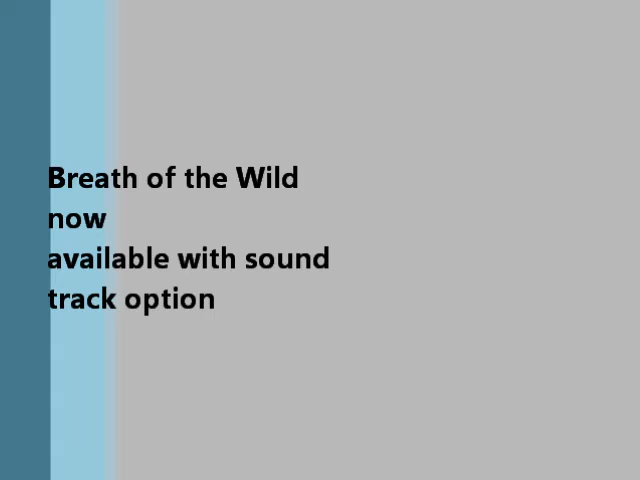 Breath of the Wild
now
available with sound
track option